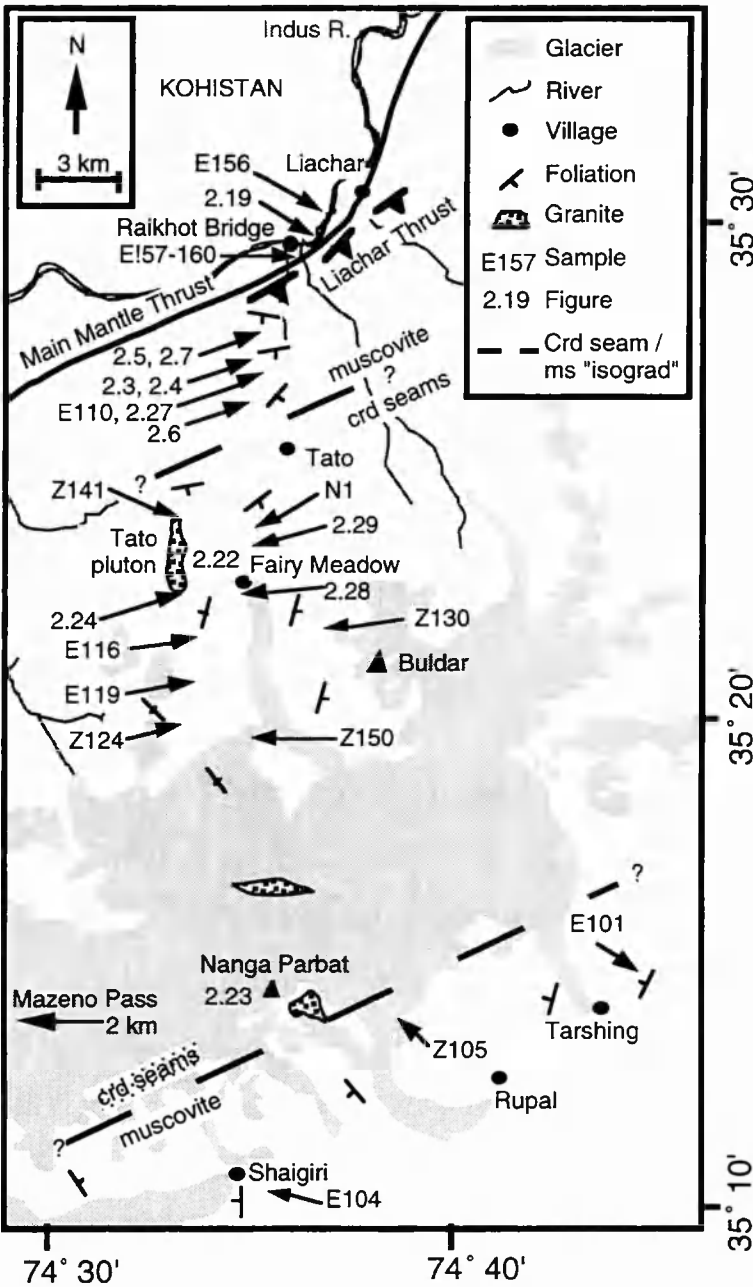 N
3 km
Indus R.
KOHISTAN
Glacier
River
Village
Foliation
Granite
E157 Sample
2.19 Figure
Crd seam /
ms "isograd"
E156
Liachar
2.19
Raikhot Bridge
E!57-160
Liachar Thrust
Main Mantle Thrust
2.5, 2.7
2.3, 2.4
E110, 2.27
2.6
muscovite
?
crd seams
Tato
?
Z141
N1
2.29
Tato
pluton
2.22
Fairy Meadow
2.28
2.24
Z130
E116
Buldar
E119
Z124
Z150
?
E101
Nanga Parbat
2.23
Mazeno Pass
2 km
Tarshing
Z105
crd seams
muscovite
Rupal
?
Shaigiri
E104
35° 30'
35° 20'
35° 10'
74° 30'
74° 40'